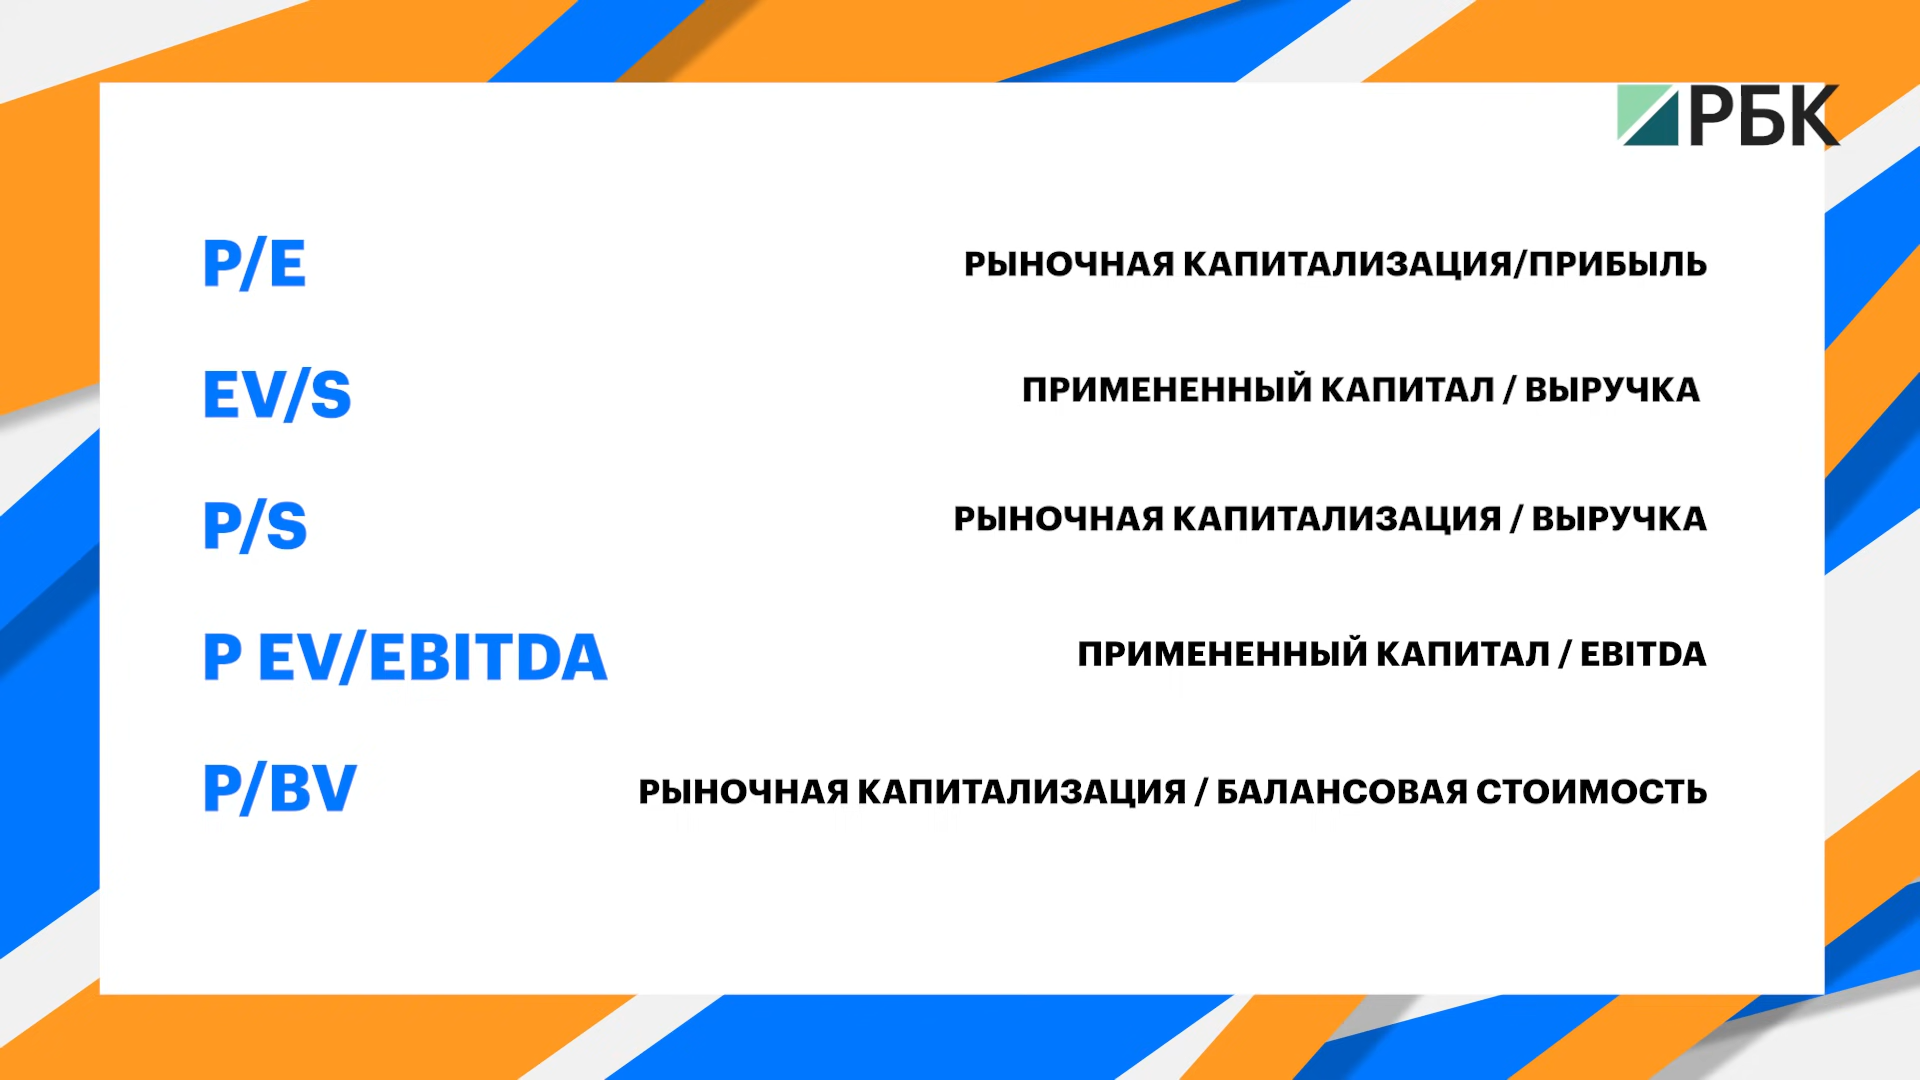 РБК
P/E
РЫНОЧНАЯ КАПИТАЛИЗАЦИЯ/ПРИБЫЛЬ
EV/S
ПРИМЕНЕННЫЙ КАПИТАЛ / ВЫРУЧКА
P/S
РЫНОЧНАЯ КАПИТАЛИЗАЦИЯ / ВЫРУЧКА
P EV/EBITDA
ПРИМЕНЕННЫЙ КАПИТАЛ / EBITDA
P/BV
РЫНОЧНАЯ КАПИТАЛИЗАЦИЯ / БАЛАНСОВАЯ СТОИМОСТЬ